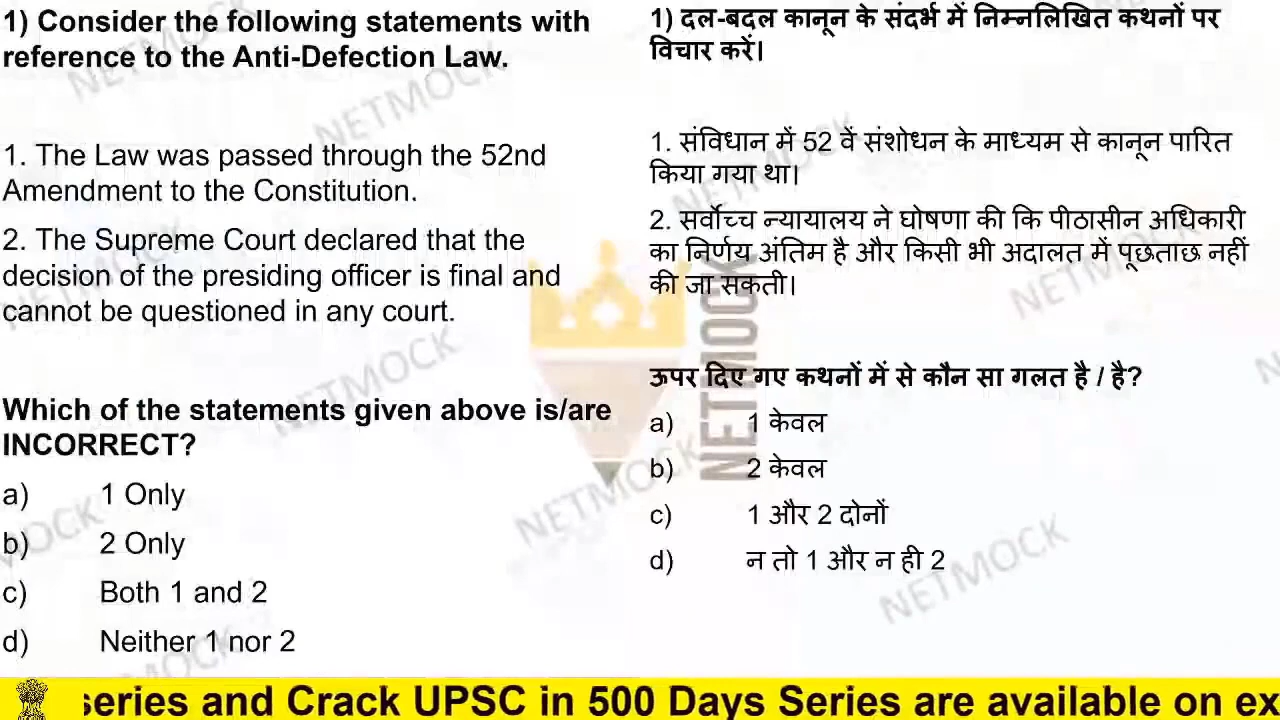 1) Consider the following statements with
reference to the Anti-Defection Law.
1. The Law was passed through the 52nd
Amendment to the Constitution.
2. The Supreme Court declared that the
decision of the presiding officer is final and
cannot be questioned in any court.
Which of the statements given above is/are
INCORRECT?
a) 1 Only
b) 2 Only
c) Both 1 and 2
d) Neither 1 nor 2
1) दल-बदल कानून के संदर्भ में निम्नलिखित कथनों पर
विचार करें।
1. संविधान में 52 वें संशोधन के माध्यम से कानून पारित
किया गया था।
2. सर्वोच्च न्यायालय ने घोषणा की कि पीठासीन अधिकारी
का निर्णय अंतिम है और किसी भी अदालत में पूछताछ नहीं
की जा सकती।
ऊपर दिए गए कथनों में से कौन सा गलत है / है?
a) 1 केवल
b) 2 केवल
c) 1 और 2 दोनों
d) न तो 1 और न ही 2
NETMOCK
series and Crack UPSC in 500 Days Series are available on ex